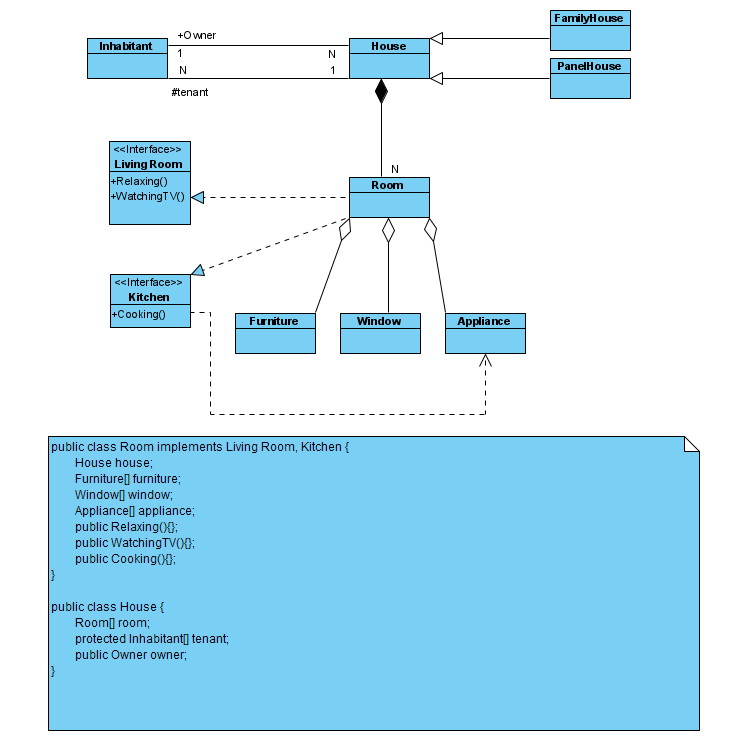 FamilyHouse
+Owner
Inhabitant
House
1
N
PanelHouse
N
1
#tenant
<<Interface>>
Living Room
+Relaxing()
+WatchingTV()
N
Room
<<Interface>>
Kitchen
+Cooking()
Furniture
Window
Appliance
public class Room implements Living Room, Kitchen {
House house;
Furniture[] furniture;
Window[] window;
Appliance[] appliance;
public Relaxing(){};
public WatchingTV(){};
public Cooking(){};
}
public class House {
Room[] room;
protected Inhabitant[] tenant;
public Owner owner;
}